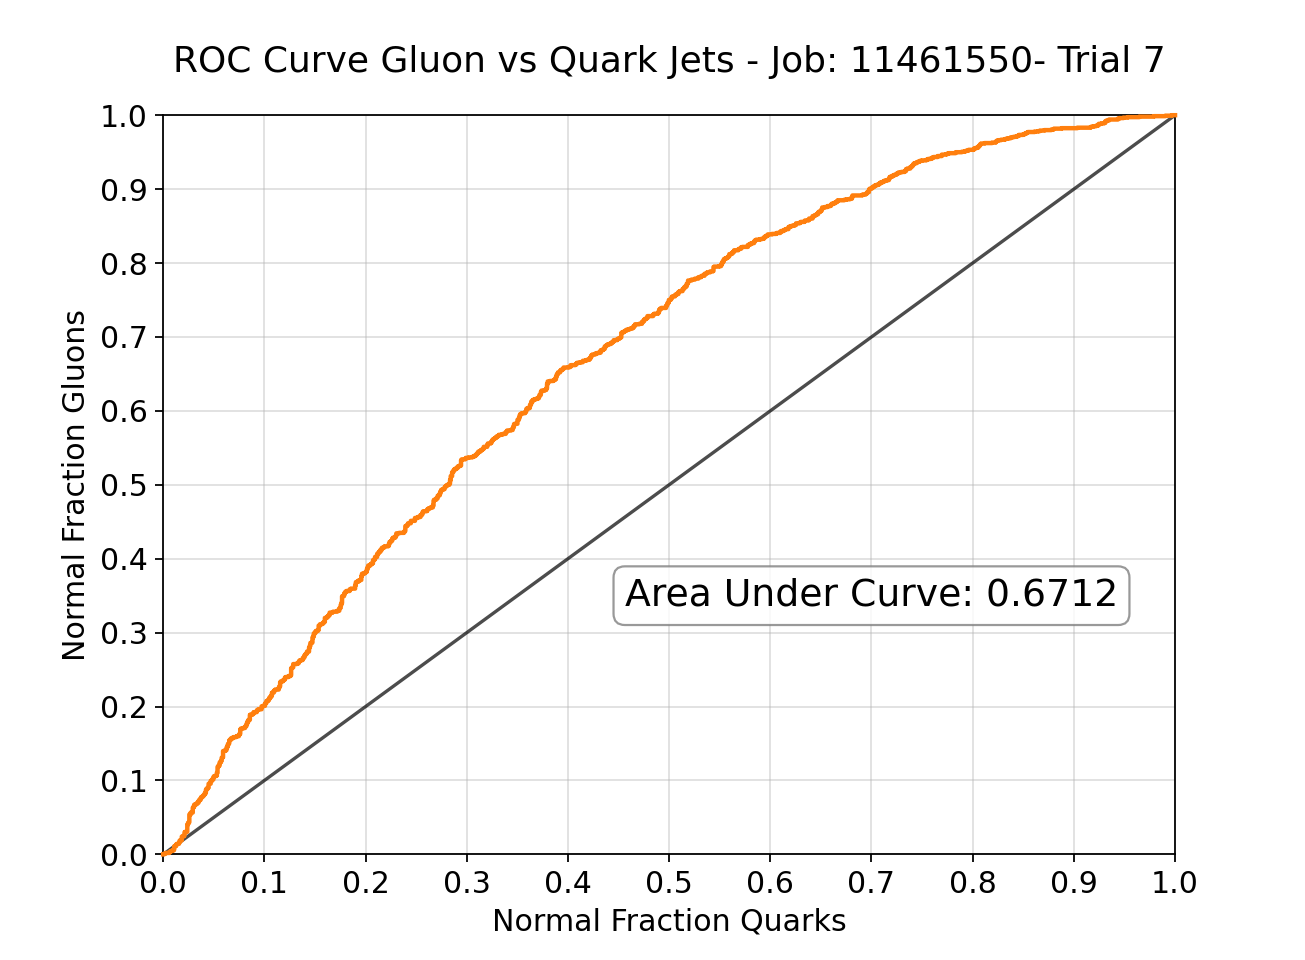 ROC Curve Gluon vs Quark Jets - Job: 11461550- Trial 7
1.0
0.9
0.8
0.7
0.6
0.5
0.4
0.3
0.2
0.1
0.0
Normal Fraction Gluons
Area Under Curve: 0.6712
0.0 0.1 0.2 0.3 0.4 0.5 0.6 0.7 0.8 0.9 1.0
Normal Fraction Quarks